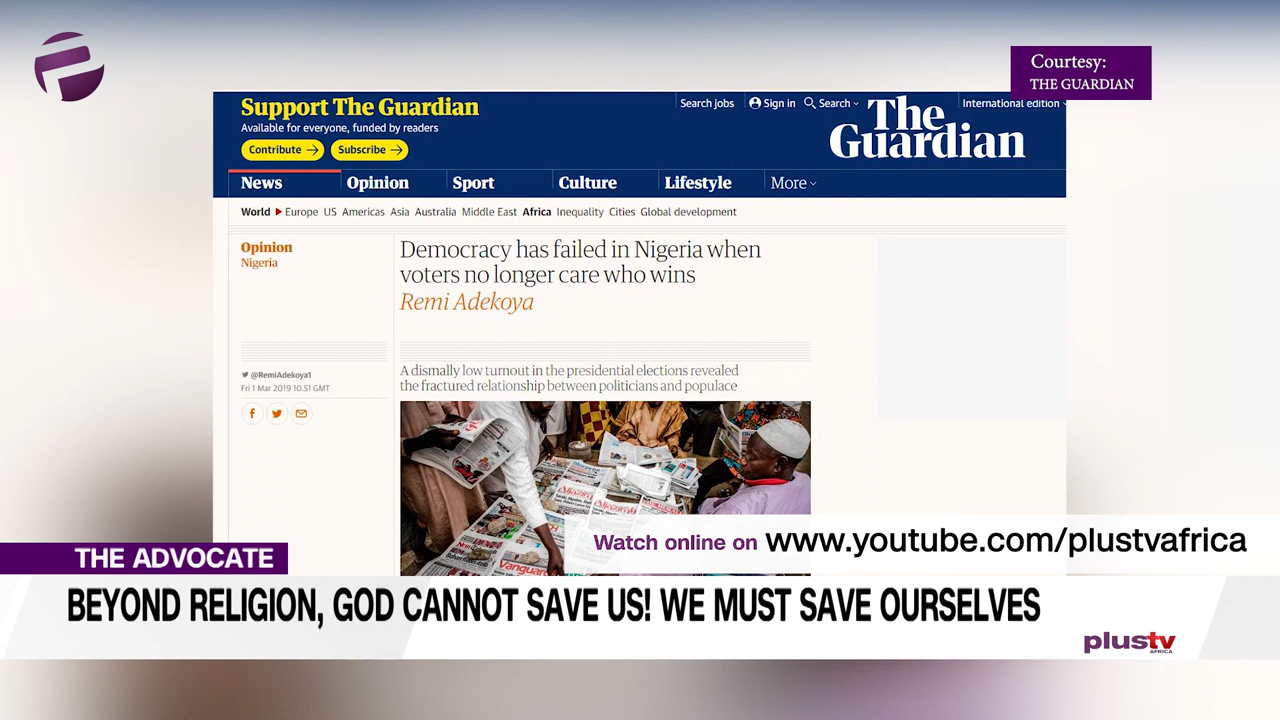 Courtesy:
THE GUARDIAN
Support The Guardian
Available for everyone, funded by readers
Contribute
Subscribe
Search jobs
Sign in
Search
International edition
The
Guardian
News
Opinion
Sport
Culture
Lifestyle
More
World
Europe
US
Americas
Asia
Australia
Middle East
Africa
Inequality
Cities
Global development
Opinion
Nigeria
Democracy has failed in Nigeria when
voters no longer care who wins
Remi Adekoya
@RemiAdekoya1
Fri 1 Mar 2019 10.51 GMT
A dismally low turnout in the presidential elections revealed
the fractured relationship between politicians and populace
Vanguard
Watch online on www.youtube.com/plustvafrica
THE ADVOCATE
BEYOND RELIGION, GOD CANNOT SAVE US! WE MUST SAVE OURSELVES
plustv
AFRICA